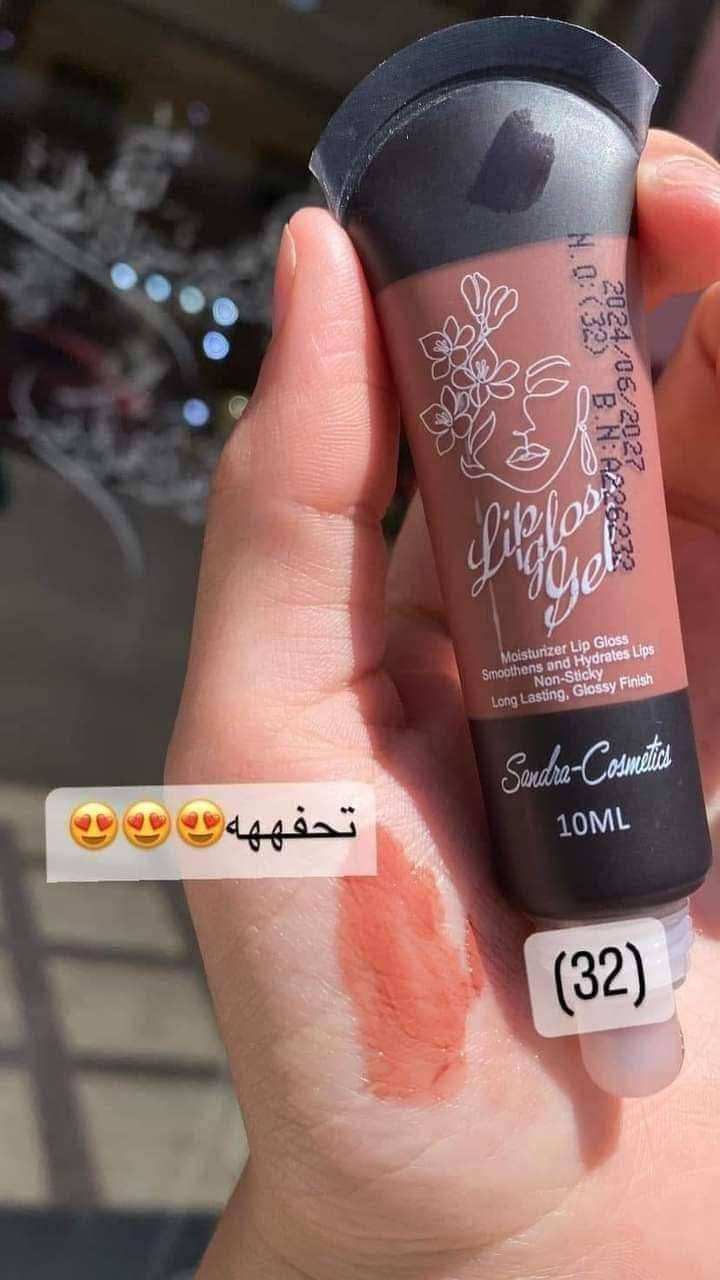 2024/06/2027
N.O:(32) B.N:A226232
Lip
gloss
Gel
Moisturizer Lip Gloss
Smoothens and Hydrates Lips
Non-Sticky
Long Lasting, Glossy Finish
Sandra-Cosmetics
10ML
تحفههه😍😍😍
(32)